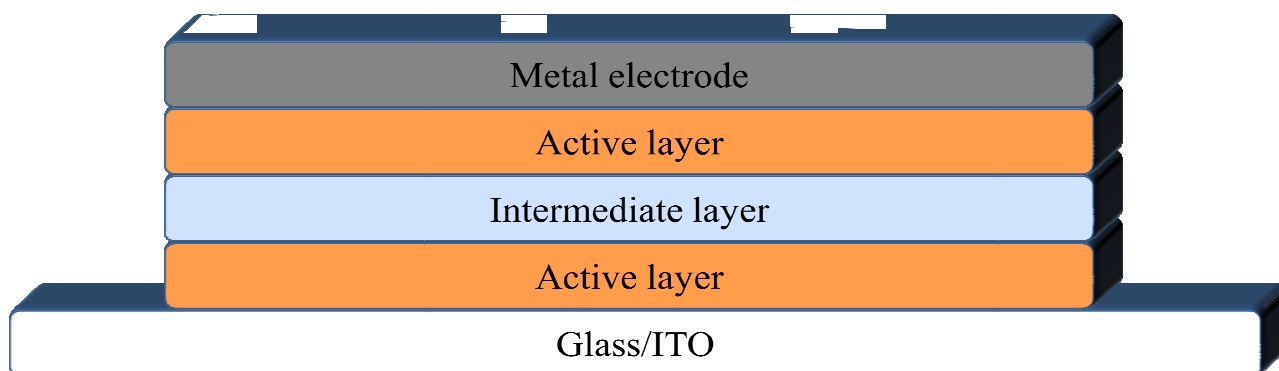 Metal electrode
Active layer
Intermediate layer
Active layer
Glass/ITO